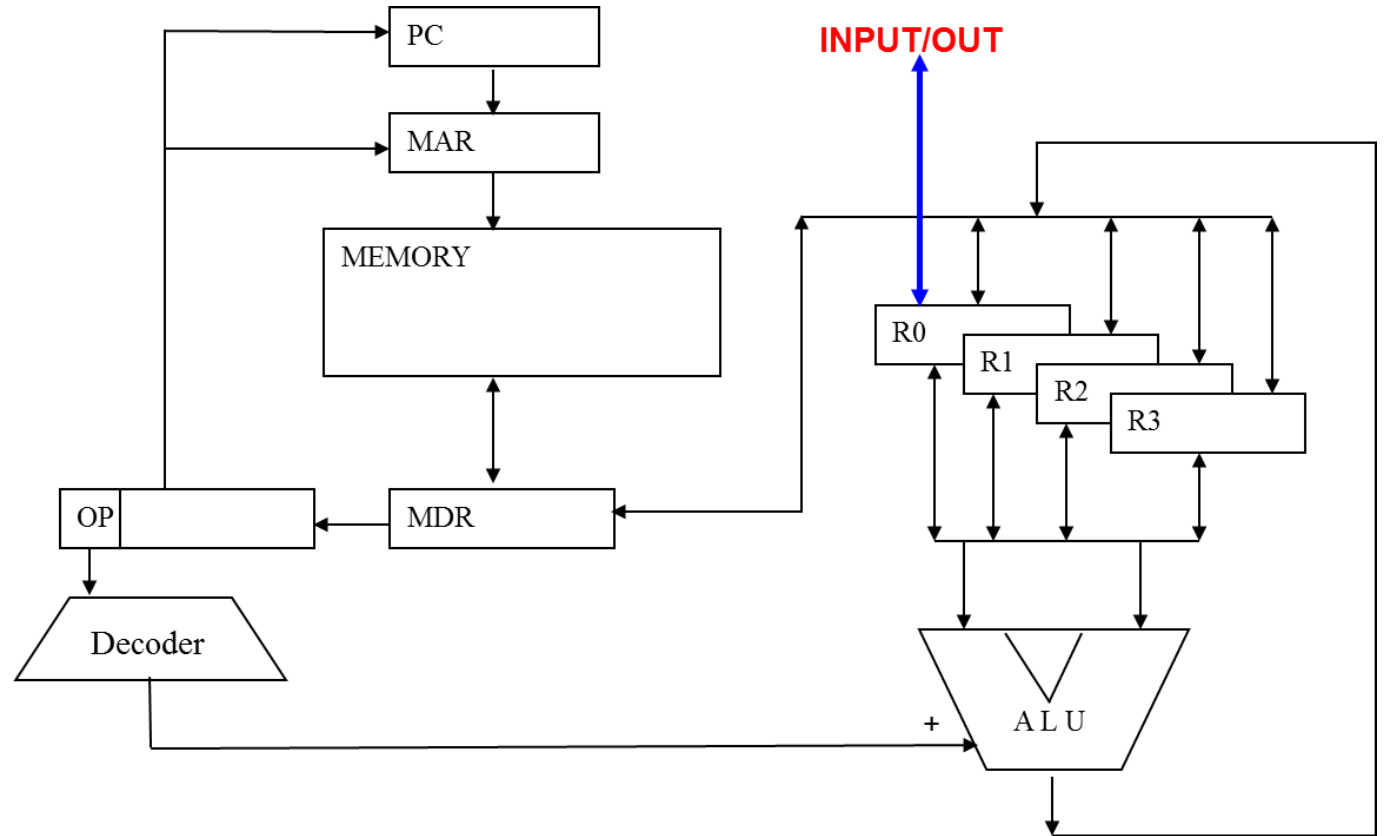 PC
INPUT/OUT
MAR
MEMORY
R0
R1
R2
R3
OP
MDR
Decoder
+
A L U